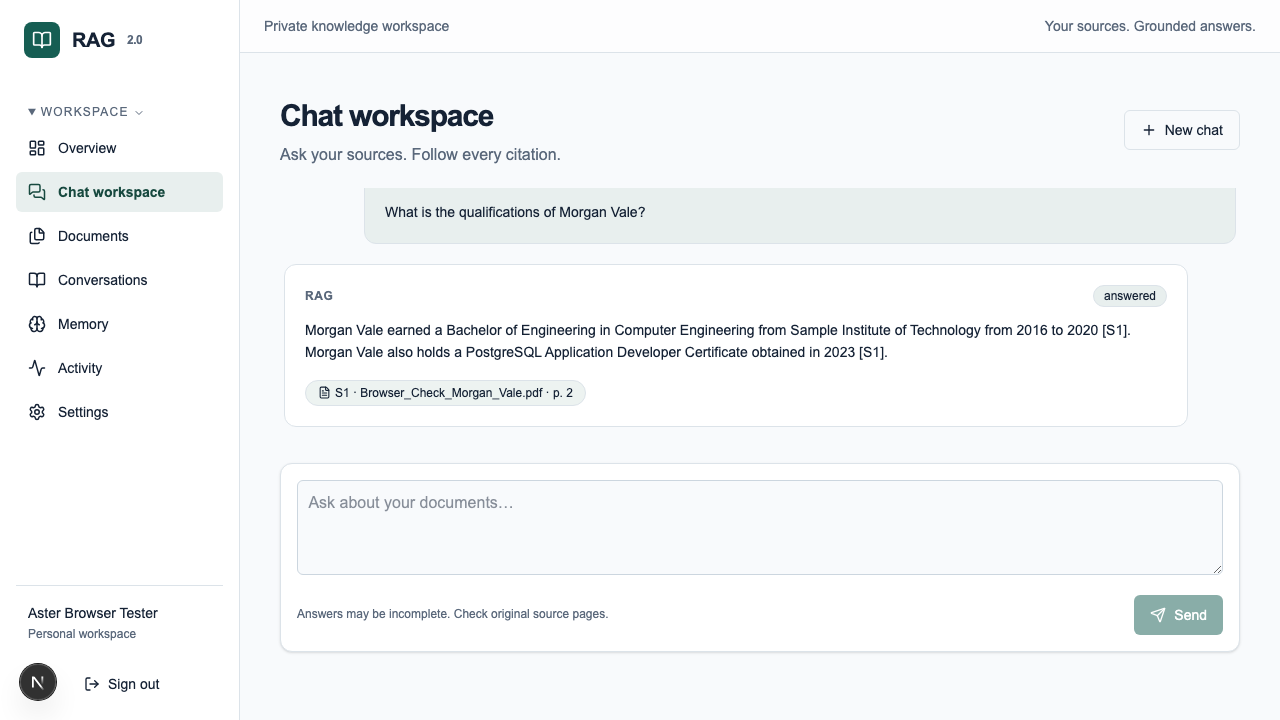 RAG 2.0
WORKSPACE
Overview
Chat workspace
Documents
Conversations
Memory
Activity
Settings
Aster Browser Tester
Personal workspace
N
Sign out
Private knowledge workspace
Your sources. Grounded answers.
Chat workspace
Ask your sources. Follow every citation.
New chat
What is the qualifications of Morgan Vale?
RAG
answered
Morgan Vale earned a Bachelor of Engineering in Computer Engineering from Sample Institute of Technology from 2016 to 2020 [S1].
Morgan Vale also holds a PostgreSQL Application Developer Certificate obtained in 2023 [S1].
S1 · Browser_Check_Morgan_Vale.pdf · p. 2
Ask about your documents…
Answers may be incomplete. Check original source pages.
Send